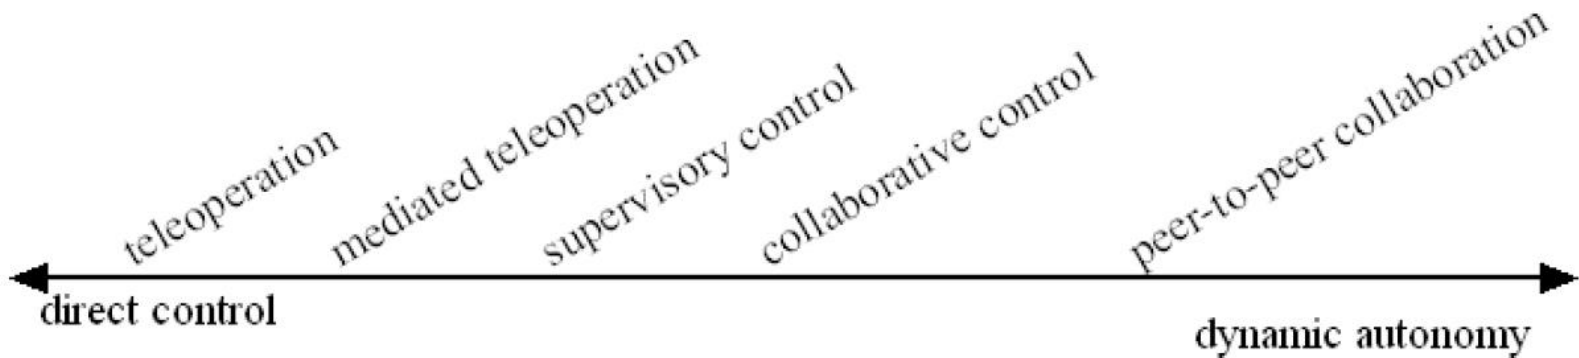 teleoperation
mediated teleoperation
supervisory control
collaborative control
peer-to-peer collaboration
direct control
dynamic autonomy